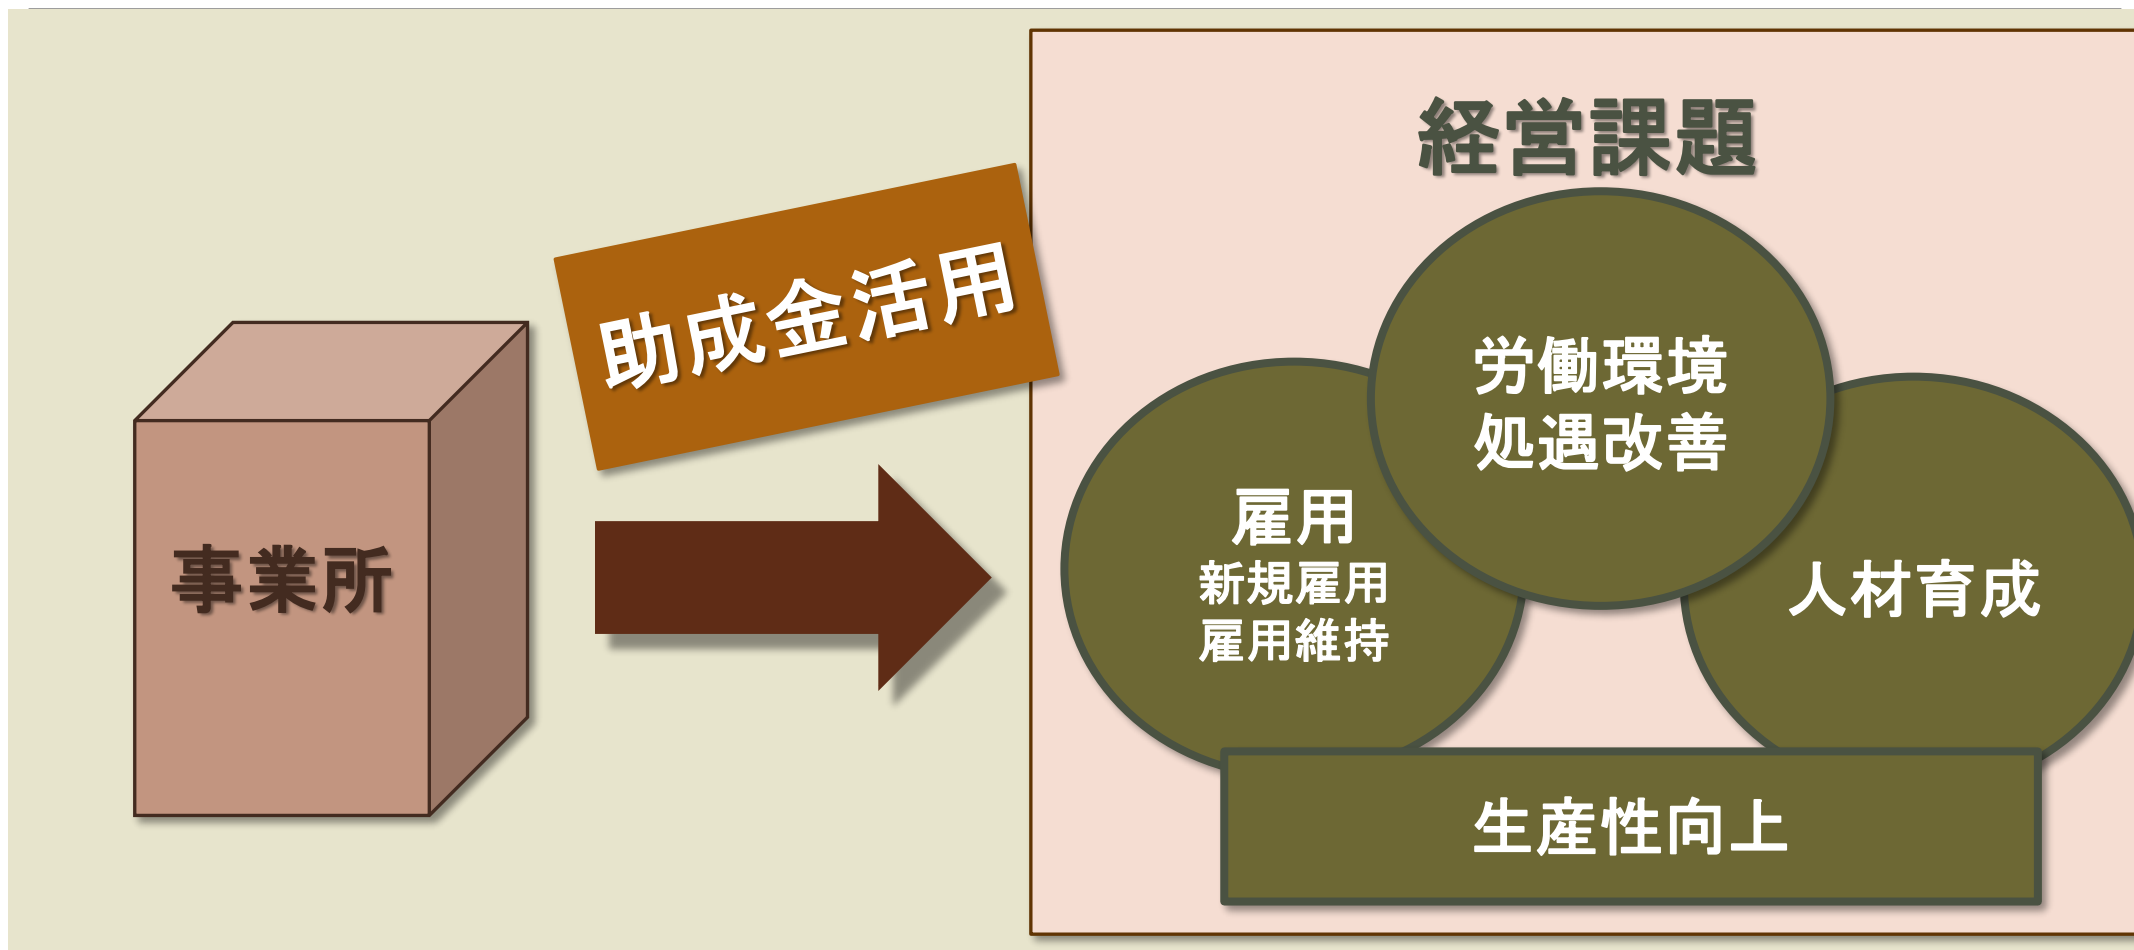 経営課題
助成金活用
事業所
労働環境
処遇改善
雇用
新規雇用
雇用維持
人材育成
生産性向上